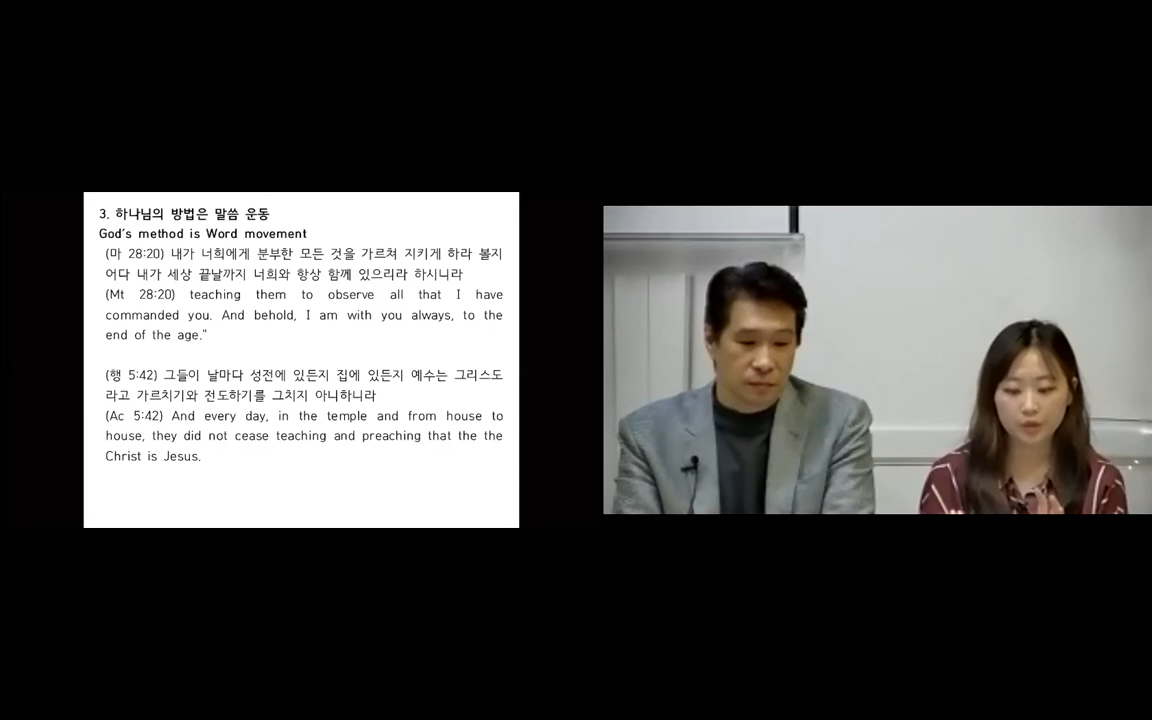 3. 하나님의 방법은 말씀 운동
God's method is Word movement
(마 28:20) 내가 너희에게 분부한 모든 것을 가르쳐 지키게 하라 볼지
어다 내가 세상 끝날까지 너희와 항상 함께 있으리라 하시니라
(Mt 28:20) teaching them to observe all that I have
commanded you. And behold, I am with you always, to the
end of the age."
(행 5:42) 그들이 날마다 성전에 있든지 집에 있든지 예수는 그리스도
라고 가르치기와 전도하기를 그치지 아니하니라
(Ac 5:42) And every day, in the temple and from house to
house, they did not cease teaching and preaching that the the
Christ is Jesus.